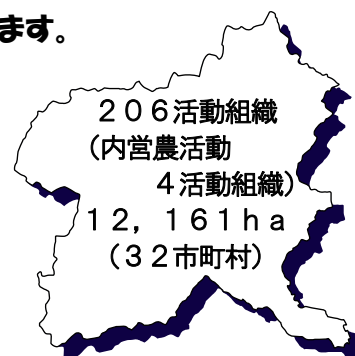 ます。
２０６活動組織
（内営農活動
４活動組織）
１２，１６１ｈａ
（３２市町村）